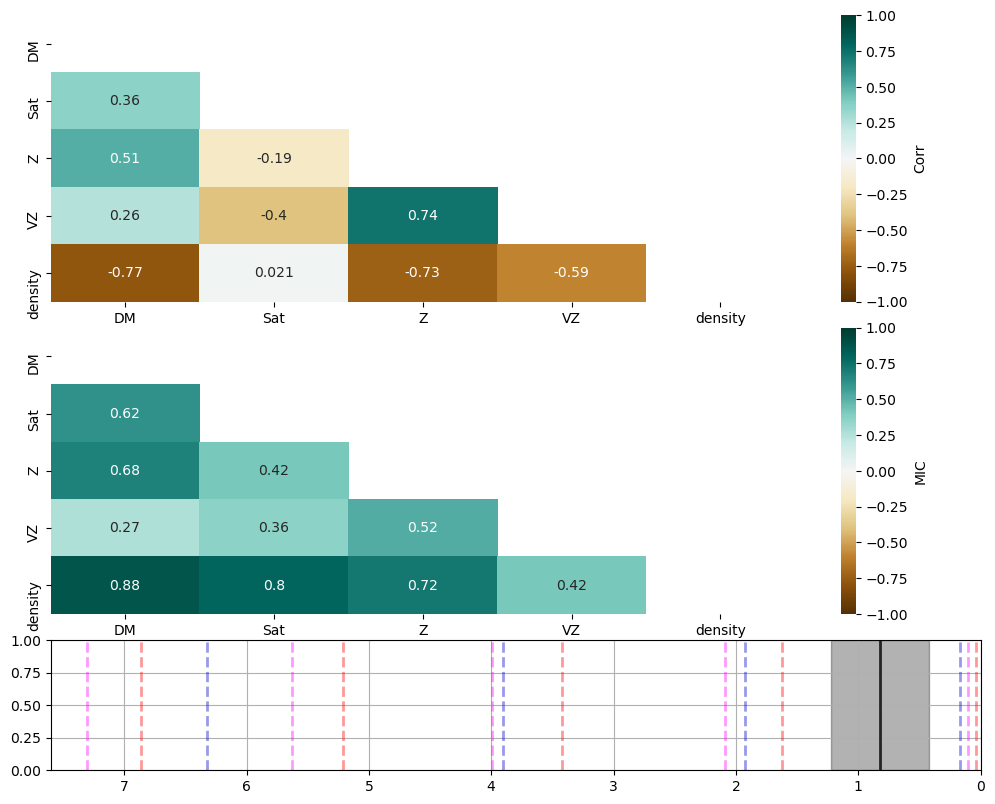 DM
Sat
Z
VZ
density
0.36
0.51 -0.19
0.26 -0.4 0.74
-0.77 0.021 -0.73 -0.59
DM Sat Z VZ density
1.00
0.75
0.50
0.25
0.00
−0.25
−0.50
−0.75
−1.00
Corr
DM
Sat
Z
VZ
density
0.62
0.68 0.42
0.27 0.36 0.52
0.88 0.8 0.72 0.42
DM Sat Z VZ density
1.00
0.75
0.50
0.25
0.00
−0.25
−0.50
−0.75
−1.00
MIC
1.00
0.75
0.50
0.25
0.00
7 6 5 4 3 2 1 0